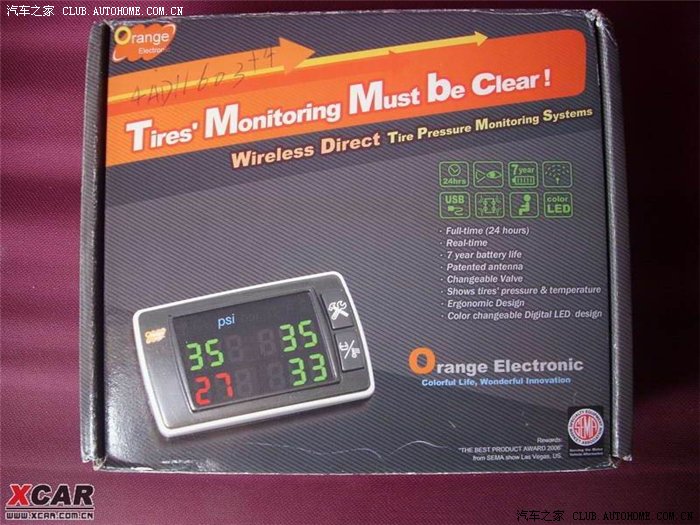 汽车之家 CLUB.AUTOHOME.COM.CN
Orange
Electronic
Tires' Monitoring Must be Clear!
Wireless Direct Tire Pressure Monitoring Systems
24hrs
7 year
USB
color
LED
· Full-time (24 hours)
· Real-time
· 7 year battery life
· Patented antenna
· Changeable Valve
· Shows tires' pressure & temperature
· Ergonomic Design
· Color changeable Digital LED design
psi
35 35
27 33
Orange Electronic
Colorful Life, Wonderful Innovation
Rewards:
"THE BEST PRODUCT AWARD 2006"
from SEMA show Las Vegas, US.
SEMA
XCAR
WWW.XCAR.COM.CN
汽车之家 CLUB.AUTOHOME.COM.CN